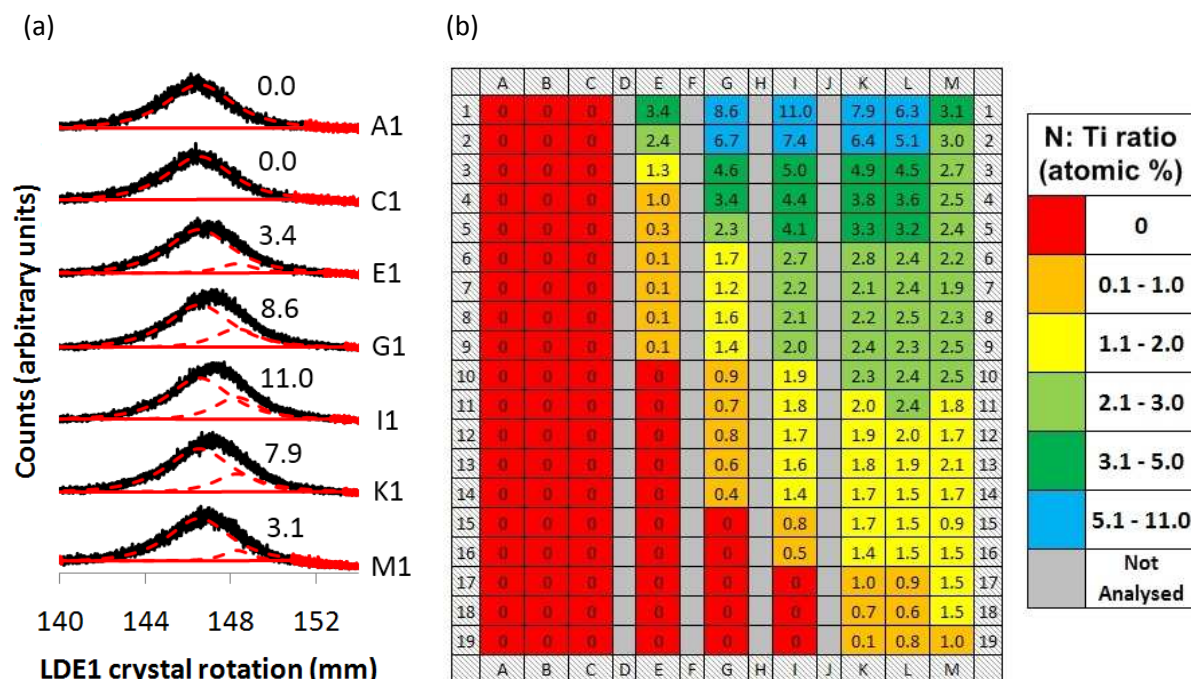 (a)
0.0
A1
0.0
C1
3.4
E1
8.6
G1
11.0
I1
7.9
K1
3.1
M1
Counts (arbitrary units)
140 144 148 152
LDE1 crystal rotation (mm)
(b)
A B C D E F G H I J K L M
1 0 0 0 3.4 8.6 11.0 7.9 6.3 3.1 1
2 0 0 0 2.4 6.7 7.4 6.4 5.1 3.0 2
3 0 0 0 1.3 4.6 5.0 4.9 4.5 2.7 3
4 0 0 0 1.0 3.4 4.4 3.8 3.6 2.5 4
5 0 0 0 0.3 2.3 4.1 3.3 3.2 2.4 5
6 0 0 0 0.1 1.7 2.7 2.8 2.4 2.2 6
7 0 0 0 0.1 1.2 2.2 2.1 2.4 1.9 7
8 0 0 0 0.1 1.6 2.1 2.2 2.5 2.3 8
9 0 0 0 0.1 1.4 2.0 2.4 2.3 2.5 9
10 0 0 0 0 0.9 1.9 2.3 2.4 2.5 10
11 0 0 0 0 0.7 1.8 2.0 2.4 1.8 11
12 0 0 0 0 0.8 1.7 1.9 2.0 1.7 12
13 0 0 0 0 0.6 1.6 1.8 1.9 2.1 13
14 0 0 0 0 0.4 1.4 1.7 1.5 1.7 14
15 0 0 0 0 0 0.8 1.7 1.5 0.9 15
16 0 0 0 0 0 0.5 1.4 1.5 1.5 16
17 0 0 0 0 0 0 1.0 0.9 1.5 17
18 0 0 0 0 0 0 0.7 0.6 1.5 18
19 0 0 0 0 0 0 0.1 0.8 1.0 19
A B C D E F G H I J K L M
N: Ti ratio
(atomic %)
0
0.1 - 1.0
1.1 - 2.0
2.1 - 3.0
3.1 - 5.0
5.1 - 11.0
Not
Analysed